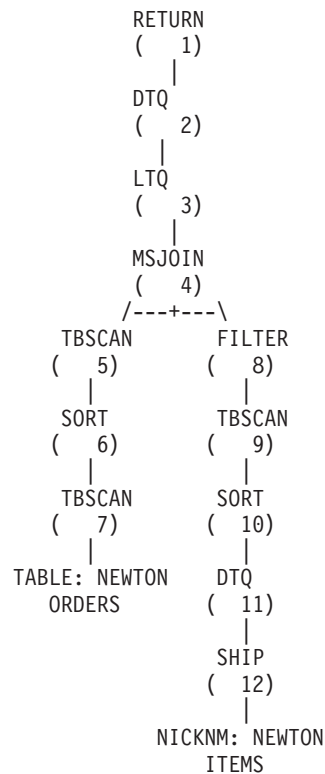 RETURN
( 1)
|
DTQ
( 2)
|
LTQ
( 3)
|
MSJOIN
( 4)
/---+---\
TBSCAN FILTER
( 5) ( 8)
| |
SORT TBSCAN
( 6) ( 9)
| |
TBSCAN SORT
( 7) ( 10)
| |
TABLE: NEWTON DTQ
ORDERS ( 11)
|
SHIP
( 12)
|
NICKNM: NEWTON
ITEMS